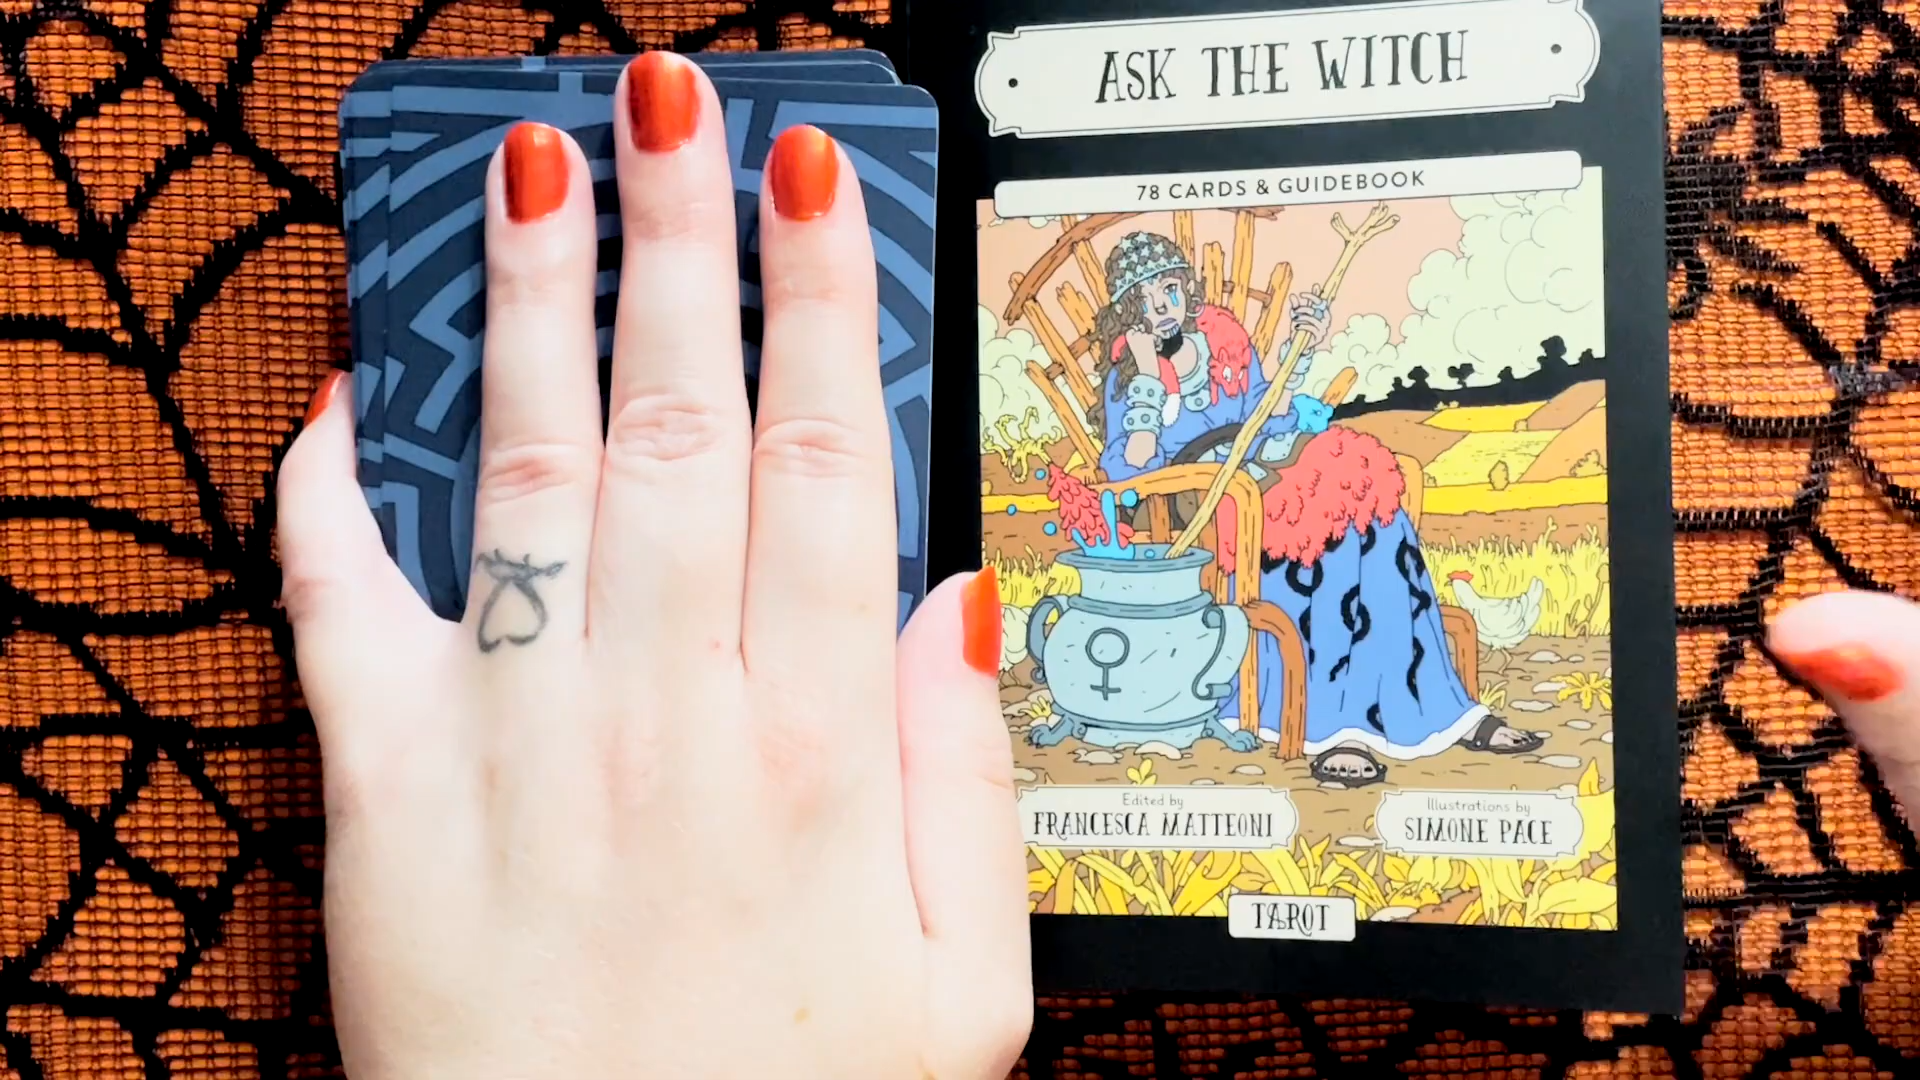 ASK THE WITCH
78 CARDS & GUIDEBOOK
Edited by
FRANCESCA MATTEONI
Illustrations by
SIMONE PACE
TAROT